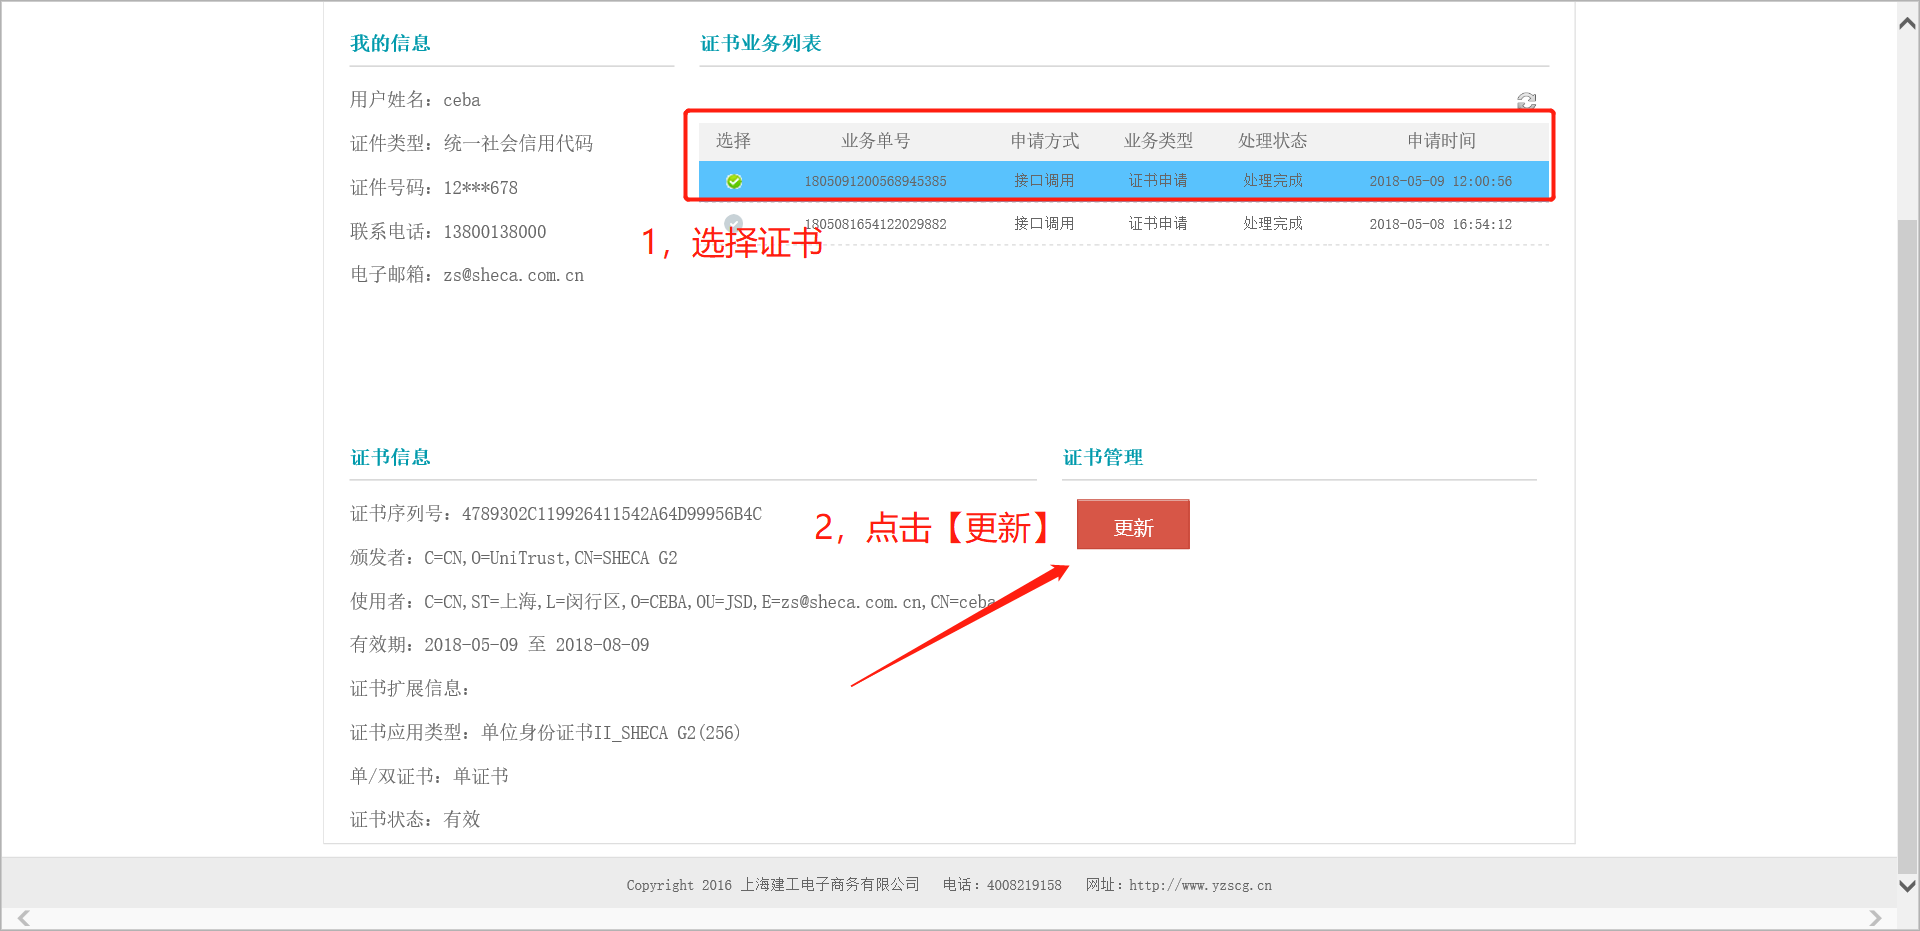 我的信息
证书业务列表
用户姓名：ceba
证件类型：统一社会信用代码
证件号码：12***678
联系电话：13800138000
电子邮箱：zs@sheca.com.cn
选择 业务单号 申请方式 业务类型 处理状态 申请时间
1805091200568945385 接口调用 证书申请 处理完成 2018-05-09 12:00:56
1805081654122029882 接口调用 证书申请 处理完成 2018-05-08 16:54:12
1，选择证书
证书信息
证书管理
证书序列号：4789302C119926411542A64D99956B4C
颁发者：C=CN,O=UniTrust,CN=SHECA G2
使用者：C=CN,ST=上海,L=闵行区,O=CEBA,OU=JSD,E=zs@sheca.com.cn,CN=ceba
有效期：2018-05-09 至 2018-08-09
证书扩展信息：
证书应用类型：单位身份证书II_SHECA G2(256)
单/双证书：单证书
证书状态：有效
2，点击【更新】
更新
Copyright 2016 上海建工电子商务有限公司 电话：4008219158 网址：http://www.yzscg.cn